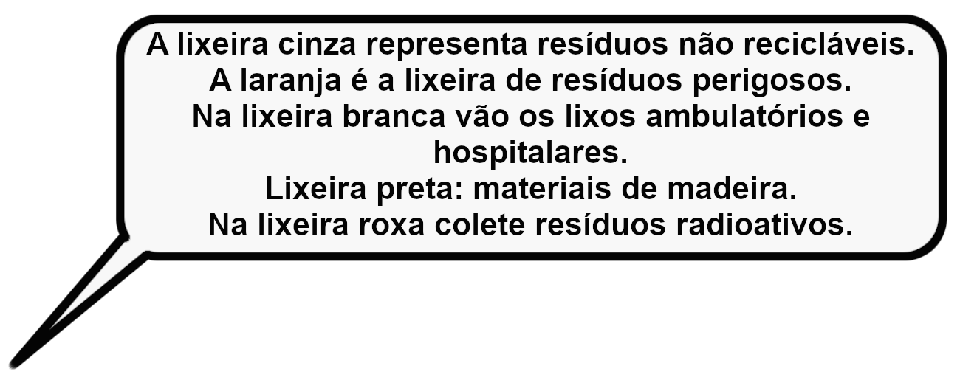 A lixeira cinza representa resíduos não recicláveis.
A laranja é a lixeira de resíduos perigosos.
Na lixeira branca vão os lixos ambulatórios e
hospitalares.
Lixeira preta: materiais de madeira.
Na lixeira roxa colete resíduos radioativos.